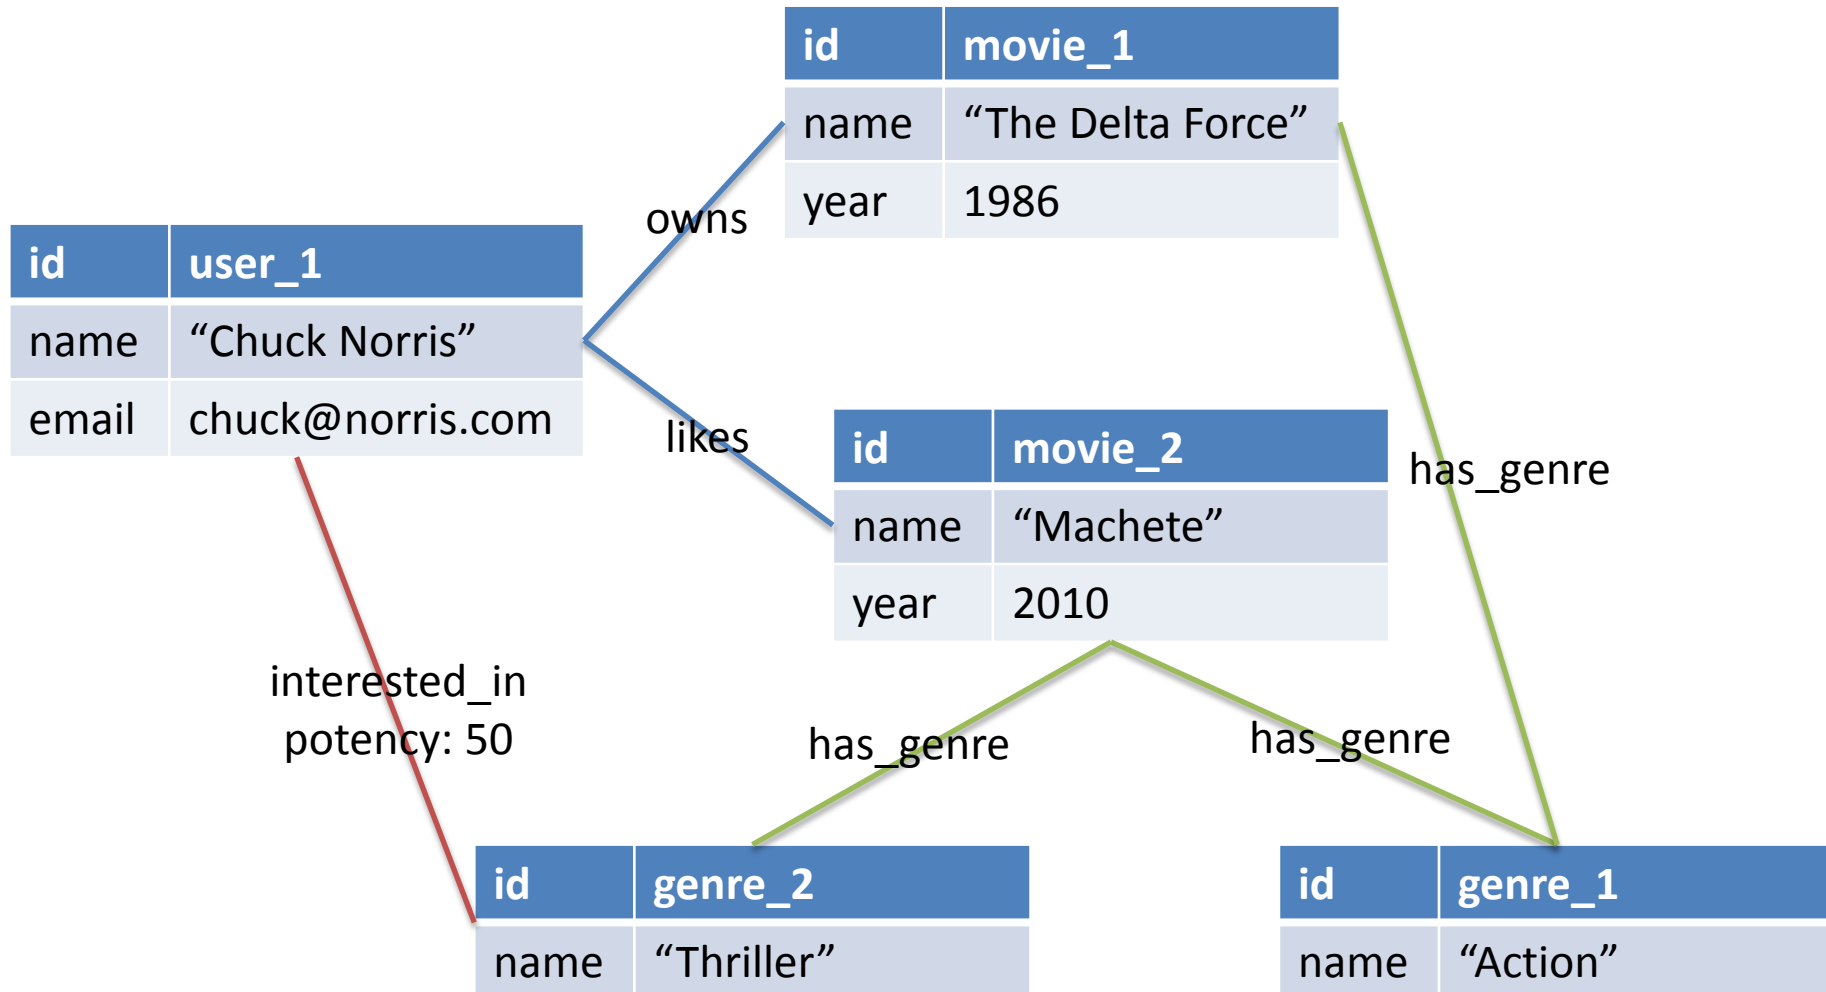 id movie_1
name “The Delta Force”
year 1986
owns
id user_1
name “Chuck Norris”
email chuck@norris.com
likes
id movie_2
name “Machete”
year 2010
has_genre
interested_in
potency: 50
has_genre
has_genre
id genre_2
name “Thriller”
id genre_1
name “Action”